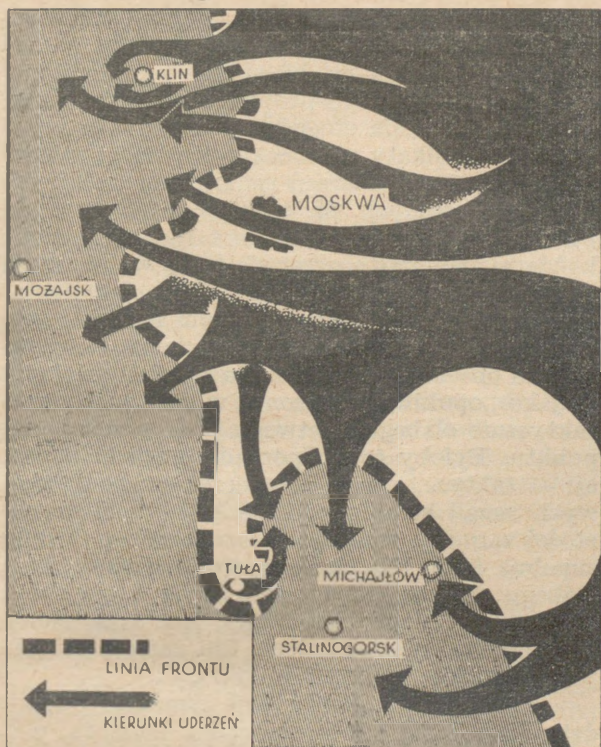 KLIN
MOSKWA
MOŻAJSK
TUŁA
MICHAJŁÓW
STALINOGORSK
LINIA FRONTU
KIERUNKI UDERZEŃ